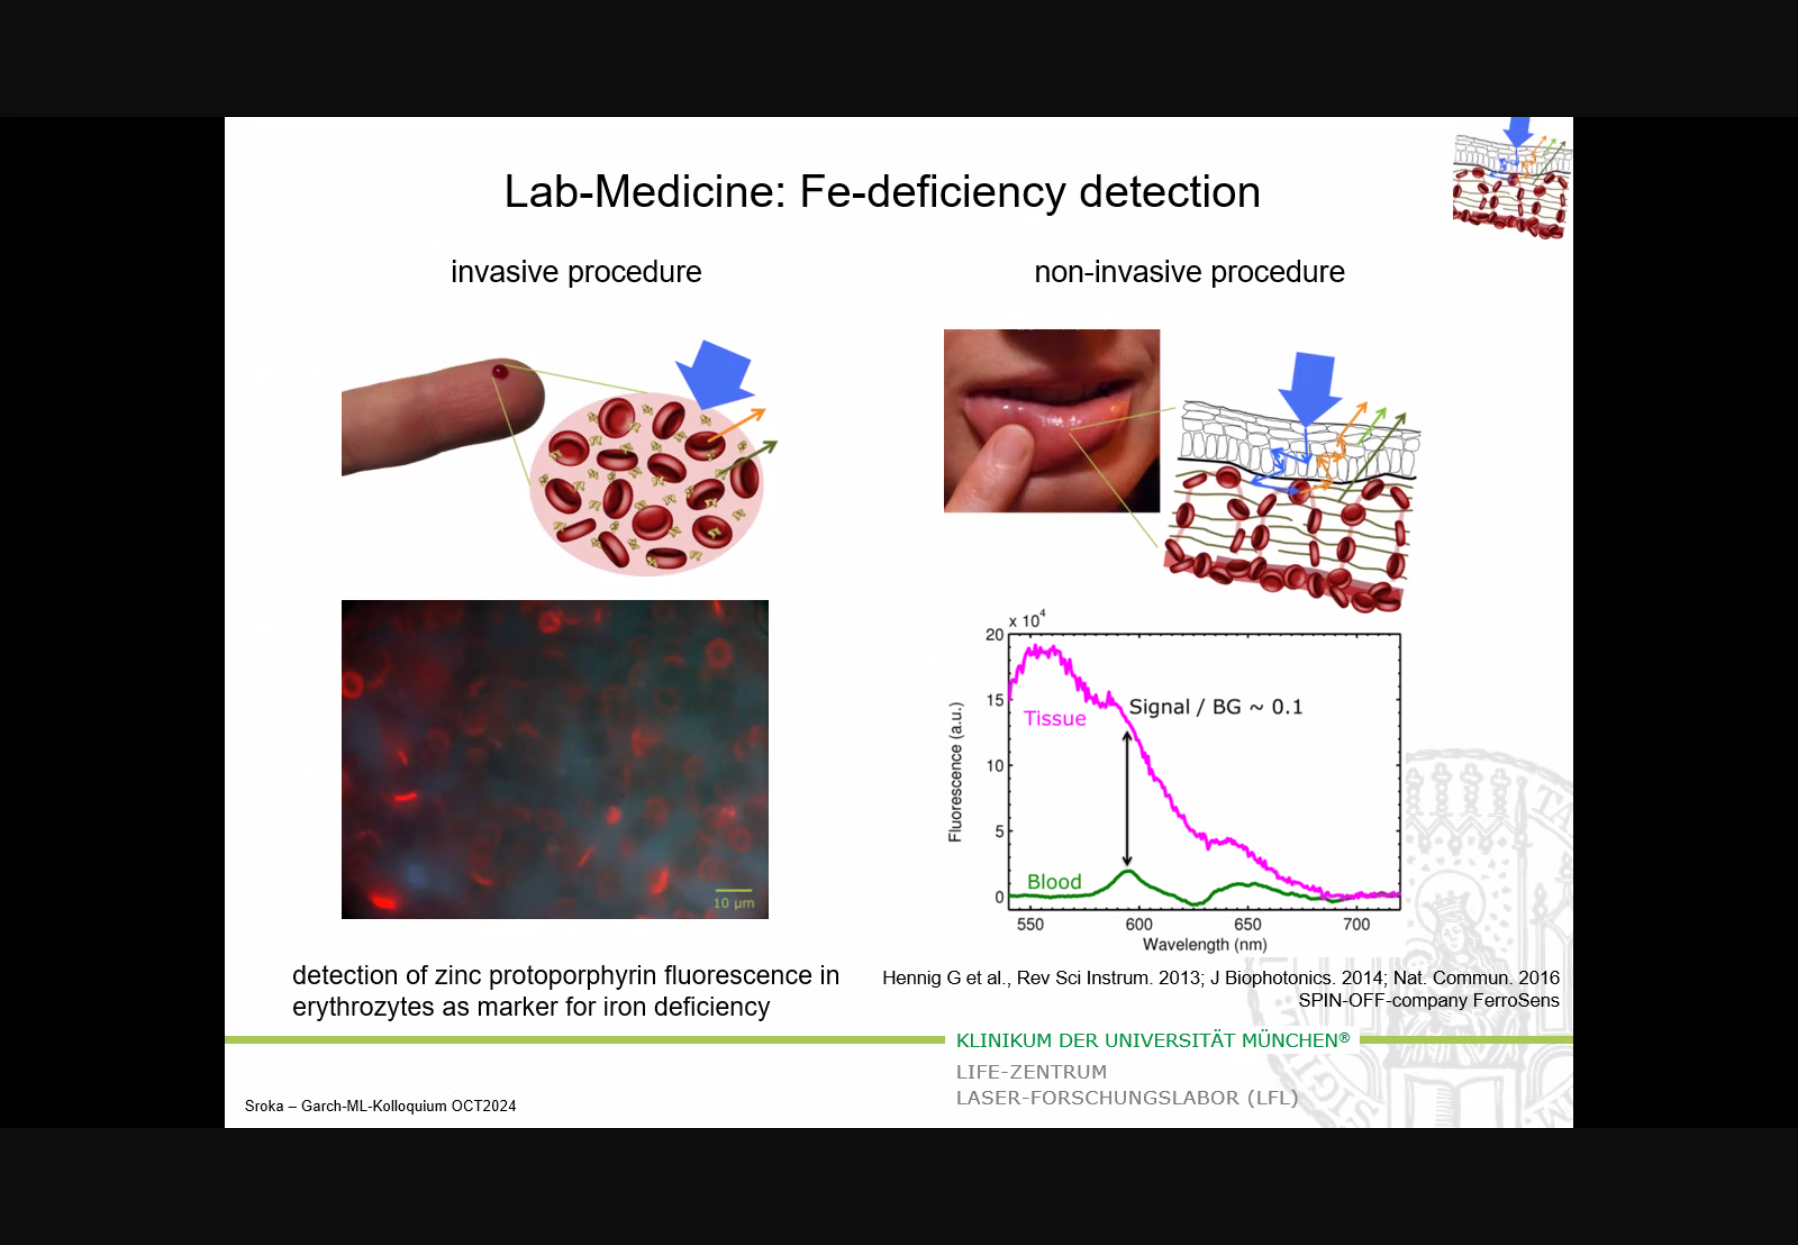 Lab-Medicine: Fe-deficiency detection
invasive procedure
non-invasive procedure
10 µm
x 10⁴
20
15
10
5
0
Fluorescence (a.u.)
Tissue
Signal / BG ~ 0.1
Blood
550 600 650 700
Wavelength (nm)
detection of zinc protoporphyrin fluorescence in
erythrozytes as marker for iron deficiency
Hennig G et al., Rev Sci Instrum. 2013; J Biophotonics. 2014; Nat. Commun. 2016
SPIN-OFF-company FerroSens
KLINIKUM DER UNIVERSITÄT MÜNCHEN®
LIFE-ZENTRUM
LASER-FORSCHUNGSLABOR (LFL)
Sroka – Garch-ML-Kolloquium OCT2024